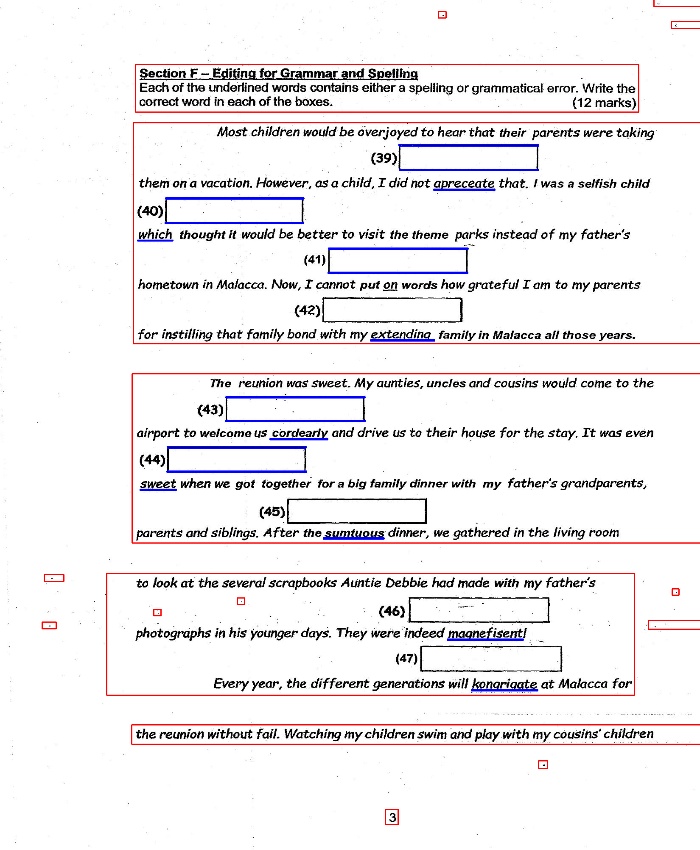 Section F – Editing for Grammar and Spelling
Each of the underlined words contains either a spelling or grammatical error. Write the
correct word in each of the boxes. (12 marks)
Most children would be overjoyed to hear that their parents were taking
(39)
them on a vacation. However, as a child, I did not apreceate that. I was a selfish child
(40)
which thought it would be better to visit the theme parks instead of my father's
(41)
hometown in Malacca. Now, I cannot put on words how grateful I am to my parents
(42)
for instilling that family bond with my extending family in Malacca all those years.
The reunion was sweet. My aunties, uncles and cousins would come to the
(43)
airport to welcome us cordearly and drive us to their house for the stay. It was even
(44)
sweet when we got together for a big family dinner with my father's grandparents,
(45)
parents and siblings. After the sumtuous dinner, we gathered in the living room
to look at the several scrapbooks Auntie Debbie had made with my father's
(46)
photographs in his younger days. They were indeed magnefisent!
(47)
Every year, the different generations will kongrigate at Malacca for
the reunion without fail. Watching my children swim and play with my cousins' children
3